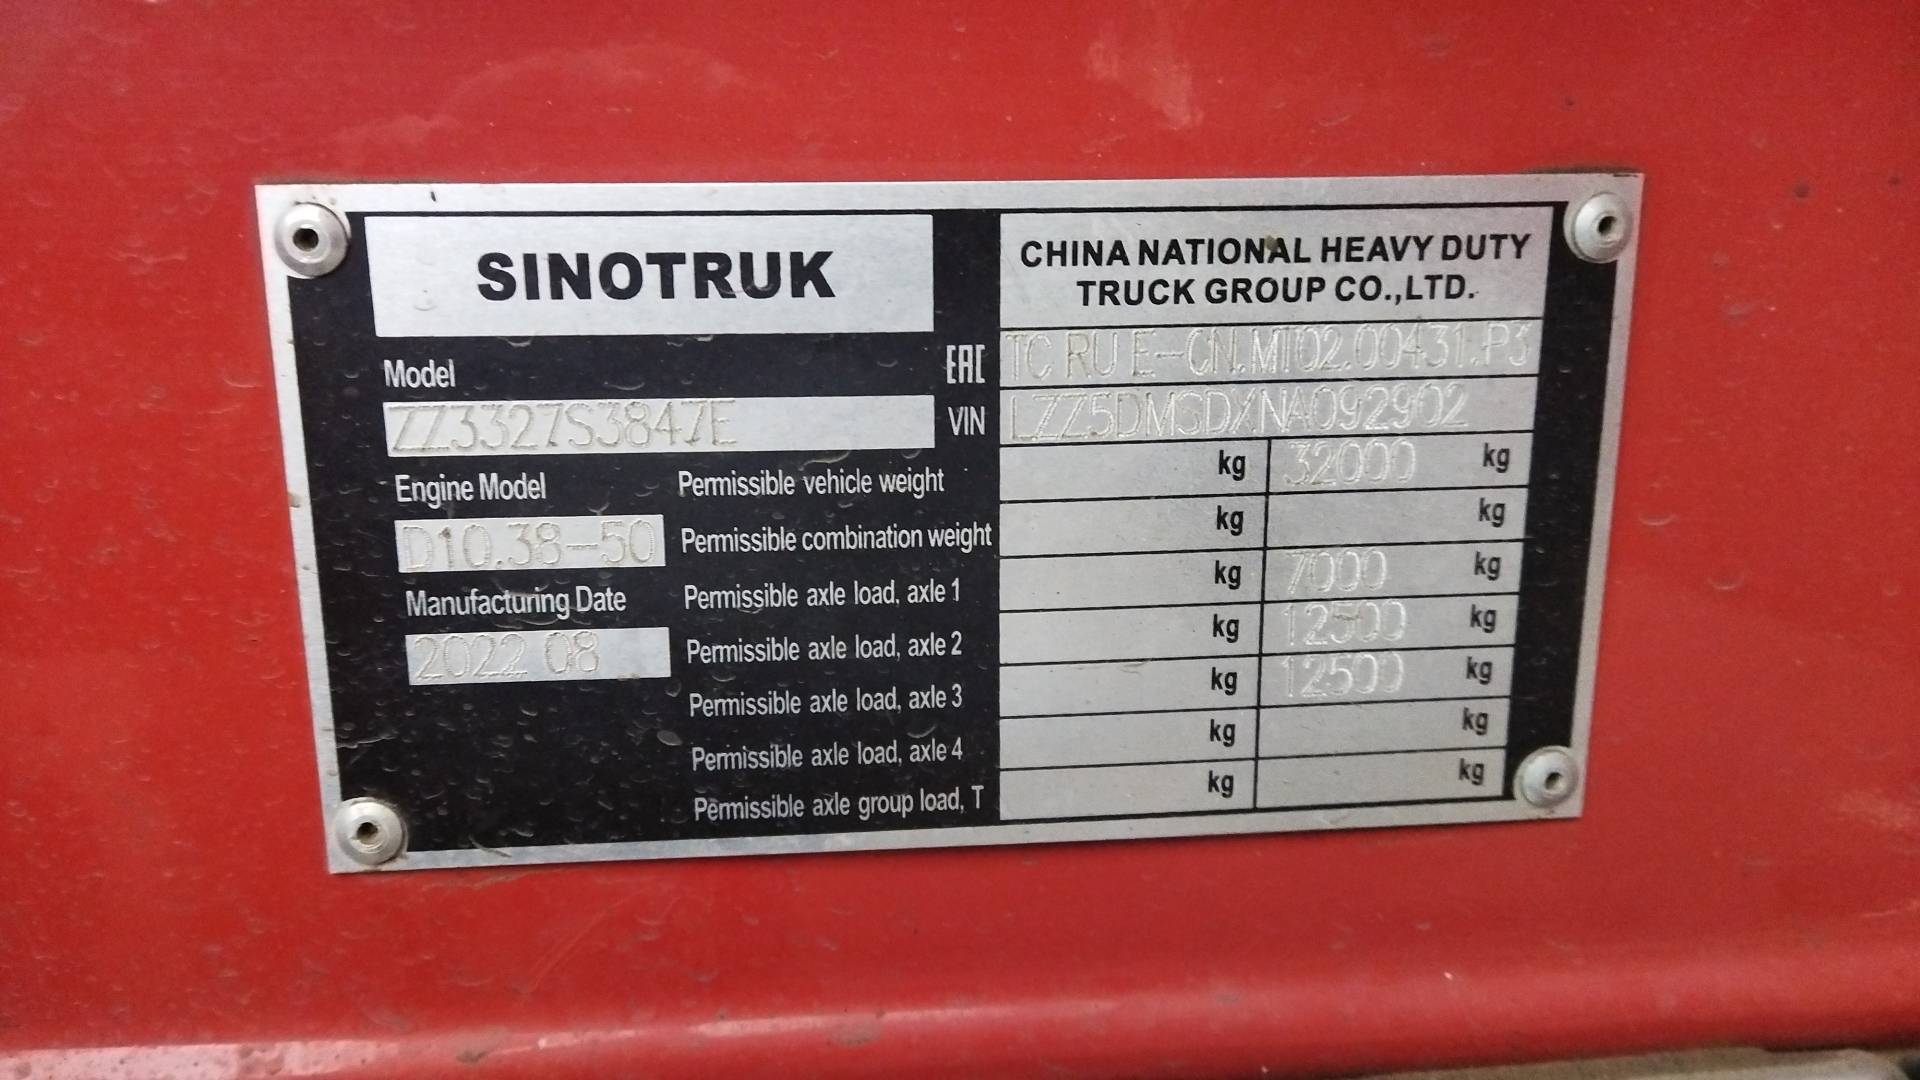 SINOTRUK
CHINA NATIONAL HEAVY DUTY
TRUCK GROUP CO.,LTD.
Model
EAC TC RU E-CN.MT02.00431.P3
ZZ3327S3847E
VIN LZZ5DMSDXNA092902
Engine Model
Permissible vehicle weight kg 32000 kg
D10.38-50
Permissible combination weight kg kg
Manufacturing Date
Permissible axle load, axle 1 kg 7000 kg
2022 08
Permissible axle load, axle 2 kg 12500 kg
Permissible axle load, axle 3 kg 12500 kg
Permissible axle load, axle 4 kg kg
Permissible axle group load, T kg kg